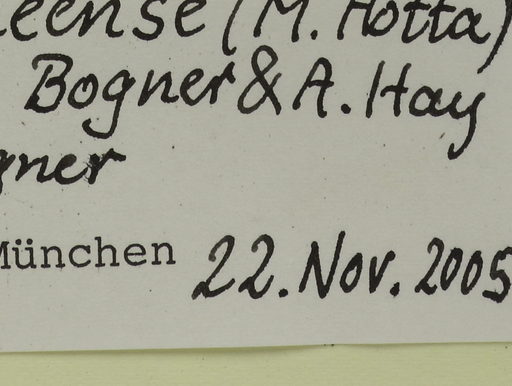 eense (M. Hotta)
Bogner & A. Hay
gner
München 22. Nov. 2005